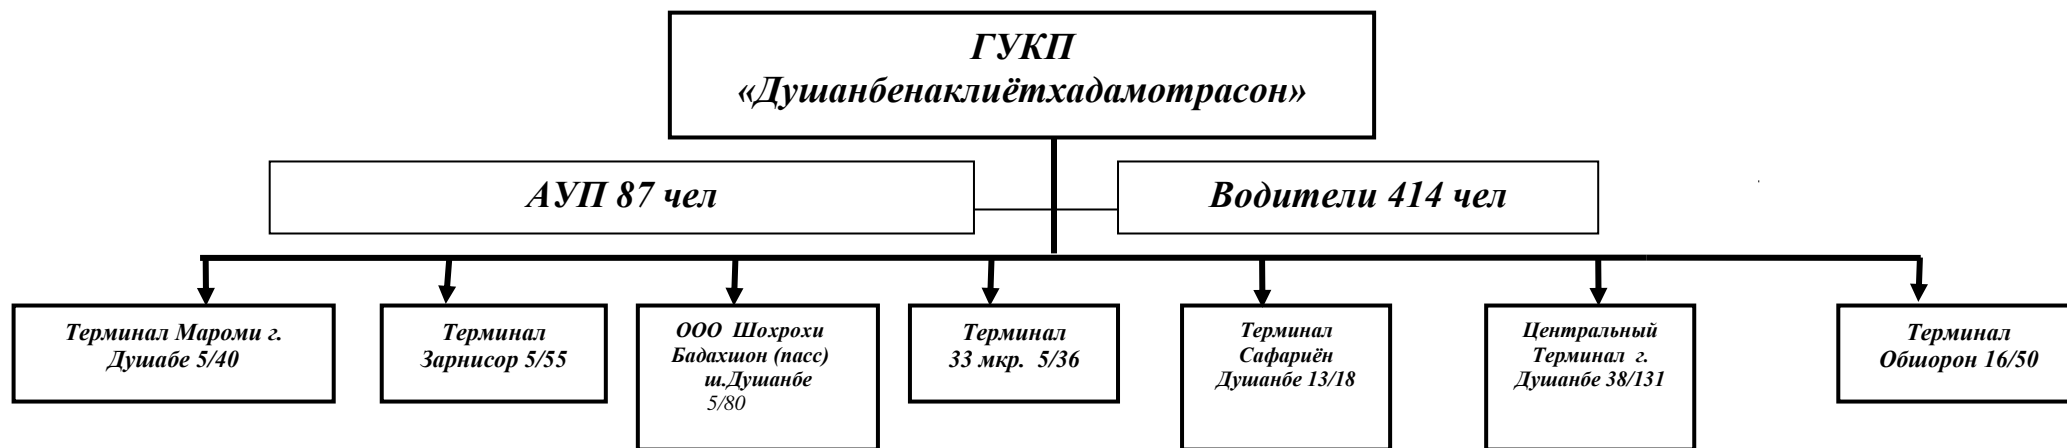 ГУКП
«Душанбенаклиётхадамотрасон»
АУП 87 чел
Водители 414 чел
Терминал Мароми г.
Душабе 5/40
Терминал
Зарнисор 5/55
ООО Шохрохи
Бадахшон (пасс)
ш.Душанбе
5/80
Терминал
33 мкр. 5/36
Терминал
Сафариён
Душанбе 13/18
Центральный
Терминал г.
Душанбе 38/131
Терминал
Обшорон 16/50